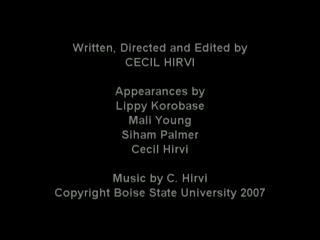 Written, Directed and Edited by
CECIL HIRVI
Appearances by
Lippy Korobase
Mali Young
Siham Palmer
Cecil Hirvi
Music by C. Hirvi
Copyright Boise State University 2007